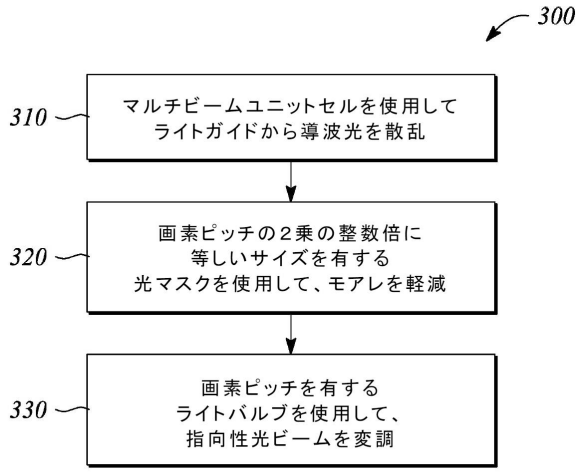 300
310
マルチビームユニットセルを使用して
ライトガイドから導波光を散乱
320
画素ピッチの2乗の整数倍に
等しいサイズを有する
光マスクを使用して、モアレを軽減
330
画素ピッチを有する
ライトバルブを使用して、
指向性光ビームを変調